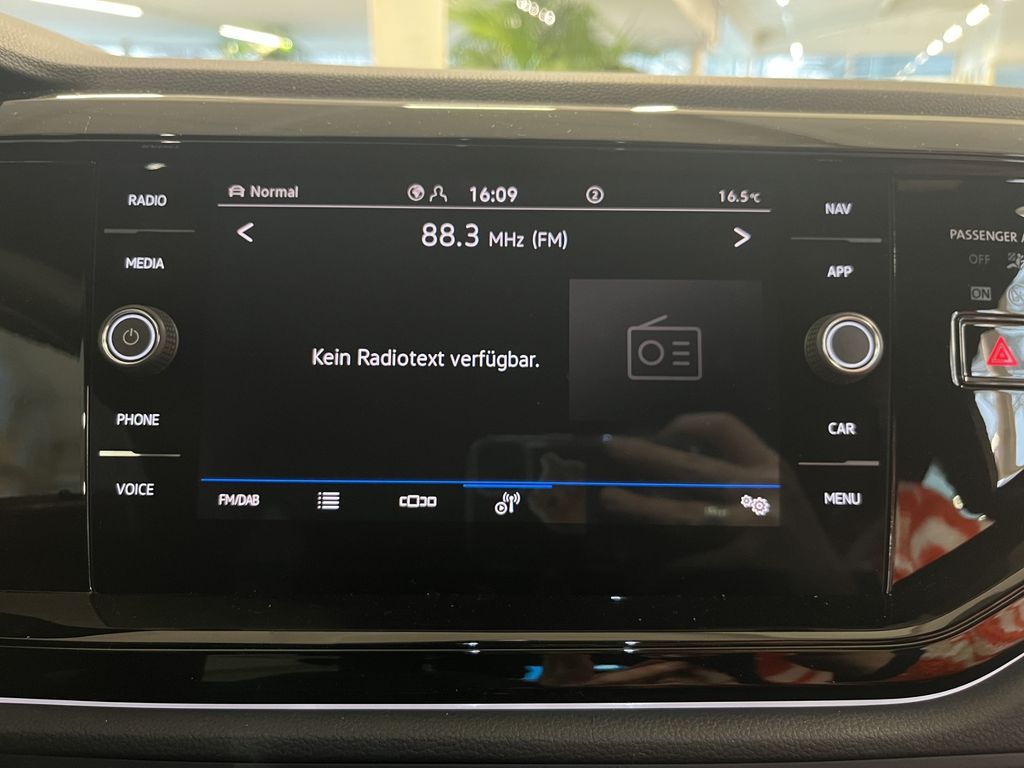 RADIO
MEDIA
PHONE
VOICE
Normal
16:09
2
16.5°C
88.3 MHz (FM)
Kein Radiotext verfügbar.
FM/DAB
NAV
APP
CAR
MENU
PASSENGER
OFF
ON